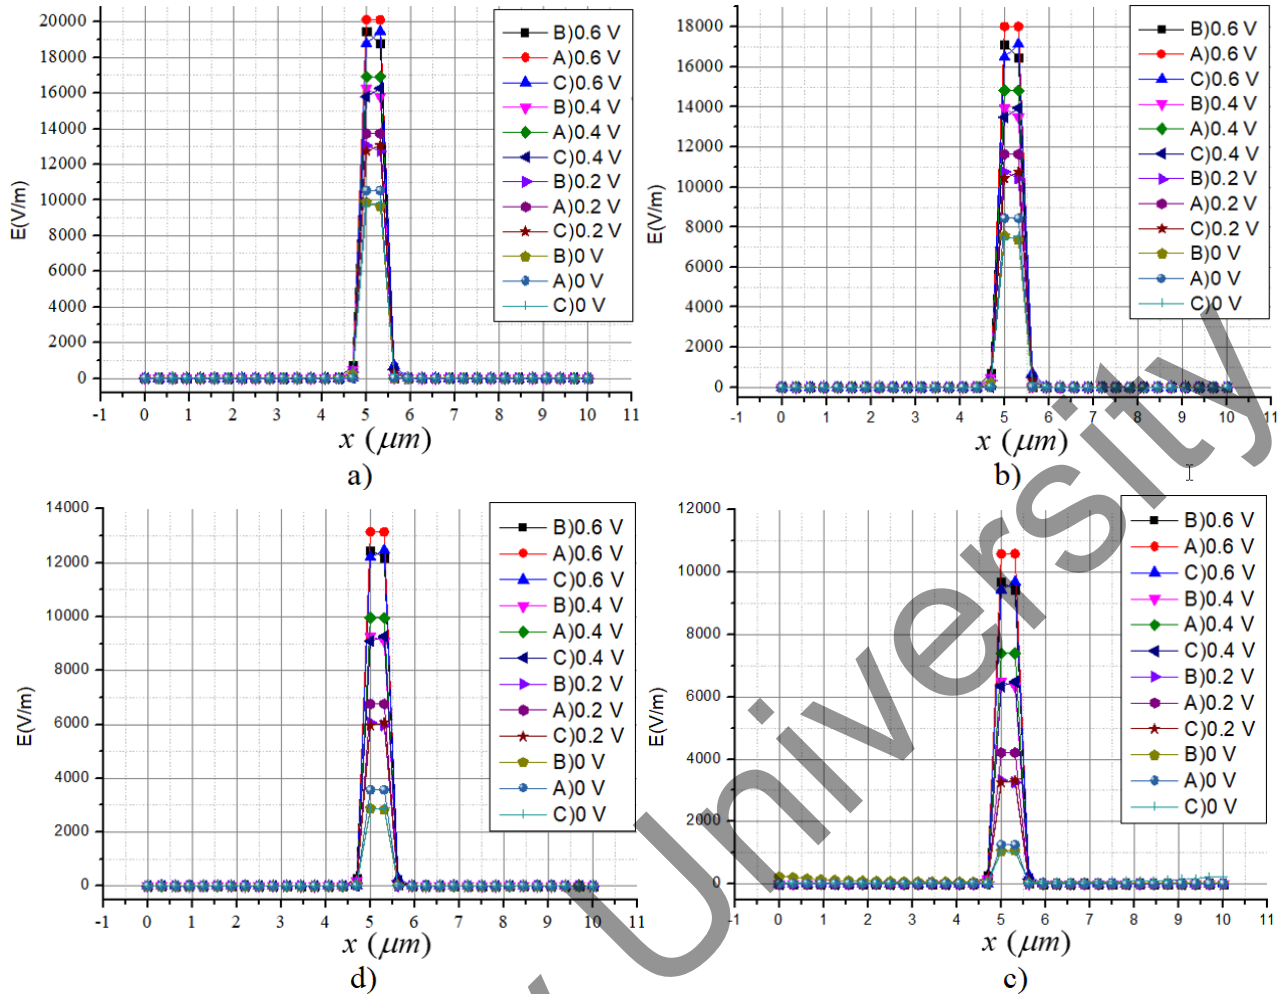 20000
18000
16000
14000
12000
10000
8000
6000
4000
2000
0
E(V/m)
-1 0 1 2 3 4 5 6 7 8 9 10 11
x (μm)
B)0.6 V
A)0.6 V
C)0.6 V
B)0.4 V
A)0.4 V
C)0.4 V
B)0.2 V
A)0.2 V
C)0.2 V
B)0 V
A)0 V
C)0 V
a)
18000
16000
14000
12000
10000
8000
6000
4000
2000
0
E(V/m)
-1 0 1 2 3 4 5 6 7 8 9 10 11
x (μm)
B)0.6 V
A)0.6 V
C)0.6 V
B)0.4 V
A)0.4 V
C)0.4 V
B)0.2 V
A)0.2 V
C)0.2 V
B)0 V
A)0 V
C)0 V
b)
14000
12000
10000
8000
6000
4000
2000
0
E(V/m)
-1 0 1 2 3 4 5 6 7 8 9 10 11
x (μm)
B)0.6 V
A)0.6 V
C)0.6 V
B)0.4 V
A)0.4 V
C)0.4 V
B)0.2 V
A)0.2 V
C)0.2 V
B)0 V
A)0 V
C)0 V
d)
12000
10000
8000
6000
4000
2000
0
E(V/m)
-1 0 1 2 3 4 5 6 7 8 9 10 11
x (μm)
B)0.6 V
A)0.6 V
C)0.6 V
B)0.4 V
A)0.4 V
C)0.4 V
B)0.2 V
A)0.2 V
C)0.2 V
B)0 V
A)0 V
C)0 V
c)
University